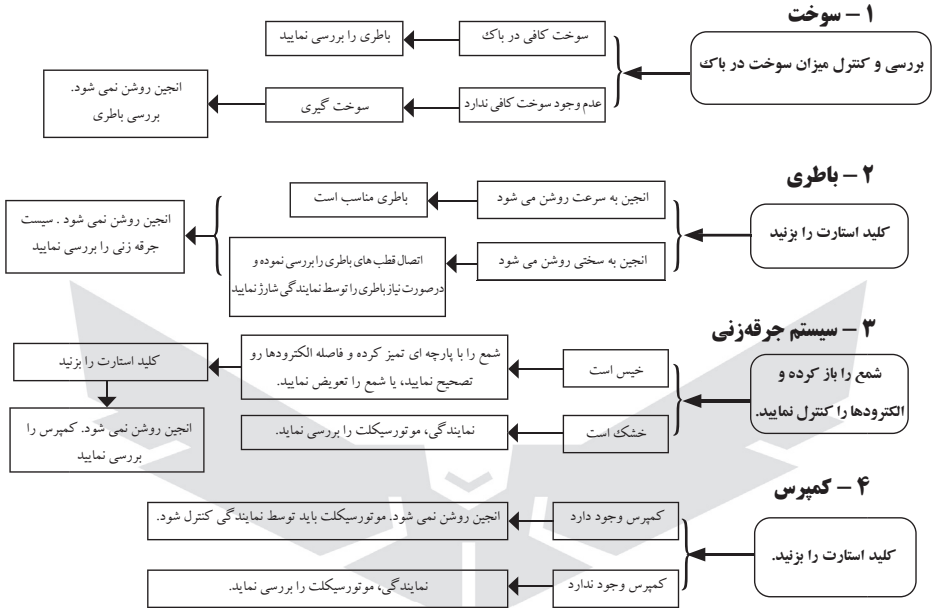 ۱ – سوخت
بررسی و کنترل میزان سوخت در باک
سوخت کافی در باک
باطری را بررسی نمایید
عدم وجود سوخت کافی ندارد
سوخت گیری
انجین روشن نمی شود.
بررسی باطری
۲ – باطری
کلید استارت را بزنید
انجین به سرعت روشن می شود
باطری مناسب است
انجین به سختی روشن می شود
اتصال قطب های باطری را بررسی نموده و
درصورت نیاز باطری را توسط نمایندگی شارژ نمایید
انجین روشن نمی شود . سیست
جرقه زنی را بررسی نمایید
۳ – سیستم جرقه‌زنی
شمع را باز کرده و
الکترودها را کنترل نمایید.
خیس است
شمع را با پارچه ای تمیز کرده و فاصله الکترودها رو
تصحیح نمایید، یا شمع را تعویض نمایید.
کلید استارت را بزنید
انجین روشن نمی شود. کمپرس را
بررسی نمایید
خشک است
نمایندگی، موتورسیکلت را بررسی نماید.
۴ – کمپرس
کلید استارت را بزنید.
کمپرس وجود دارد
انجین روشن نمی شود. موتورسیکلت باید توسط نمایندگی کنترل شود.
کمپرس وجود ندارد
نمایندگی، موتورسیکلت را بررسی نماید.